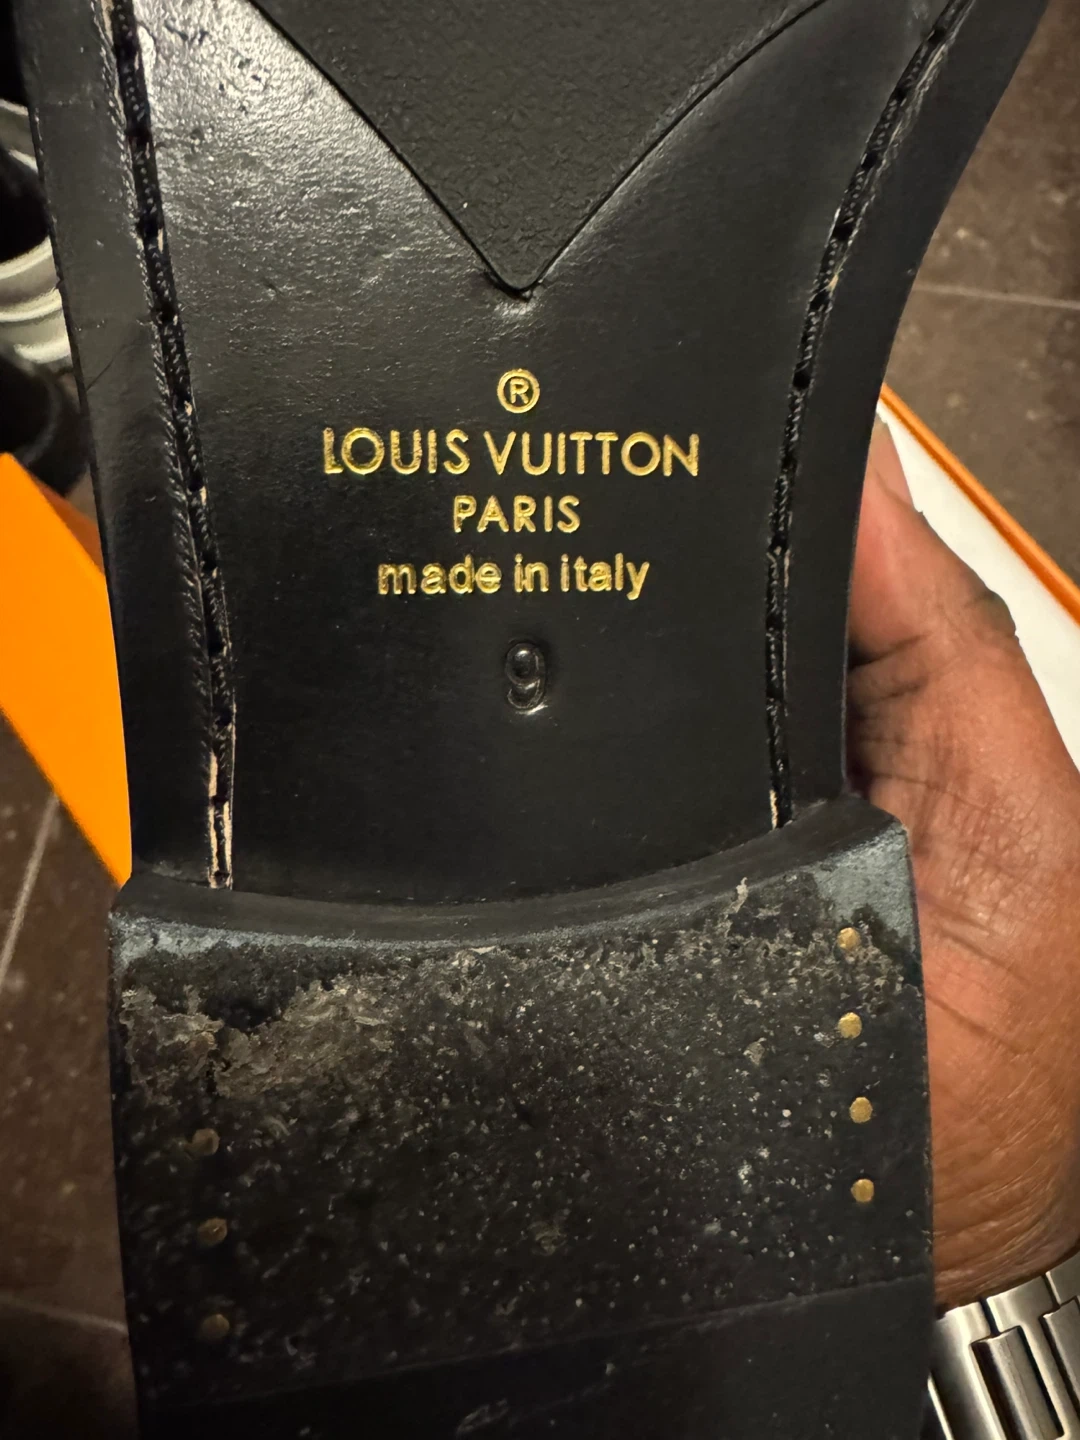 ®
LOUIS VUITTON
PARIS
made in italy
9